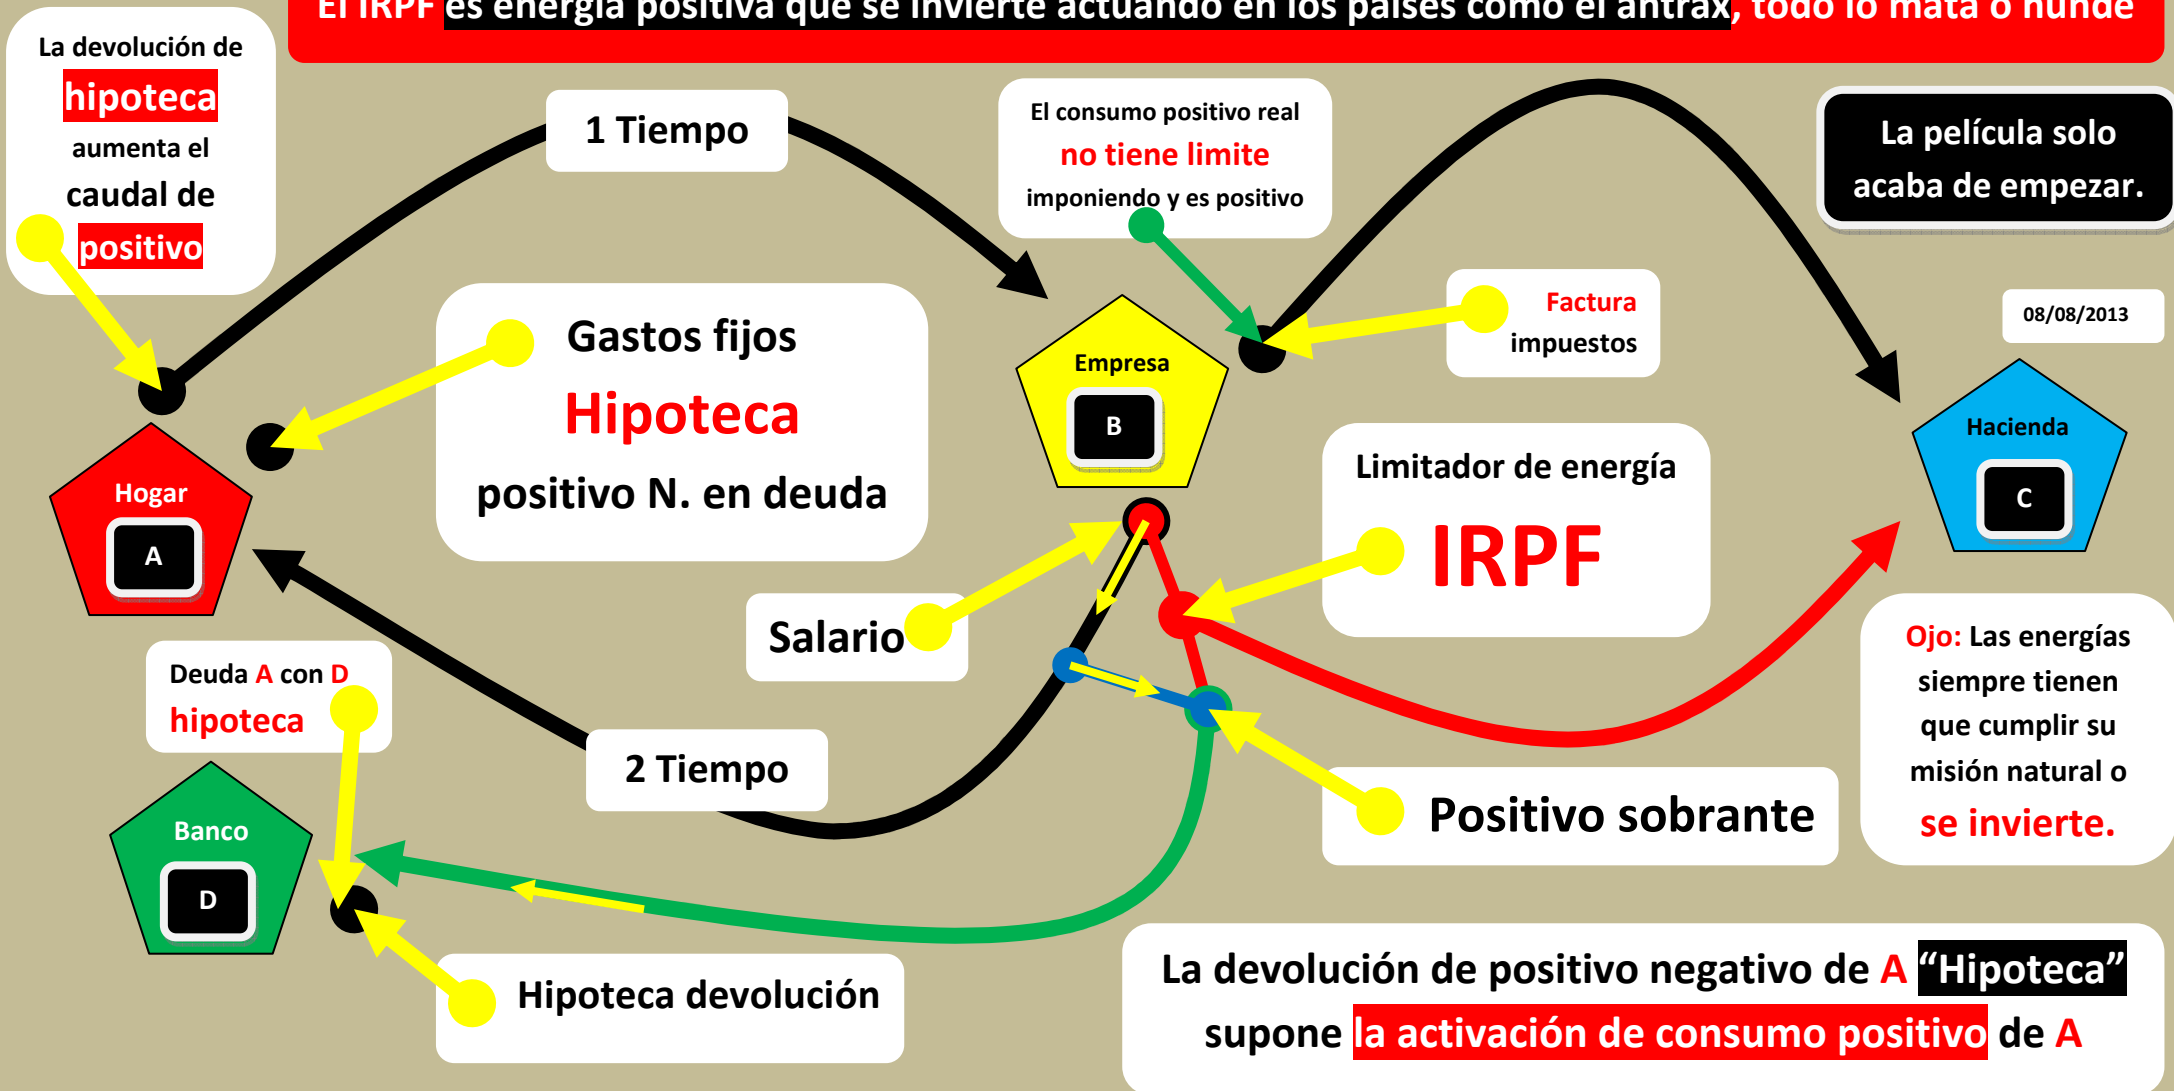 El IRPF es energía positiva que se invierte actuando en los países como el ántrax, todo lo mata o hunde
La devolución de
hipoteca
aumenta el
caudal de
positivo
1 Tiempo
El consumo positivo real
no tiene limite
imponiendo y es positivo
La película solo
acaba de empezar.
Factura
impuestos
08/08/2013
Gastos fijos
Hipoteca
positivo N. en deuda
Empresa
B
Hacienda
C
Hogar
A
Limitador de energía
IRPF
Salario
Ojo: Las energías
siempre tienen
que cumplir su
misión natural o
se invierte.
Deuda A con D
hipoteca
2 Tiempo
Positivo sobrante
Banco
D
Hipoteca devolución
La devolución de positivo negativo de A “Hipoteca”
supone la activación de consumo positivo de A